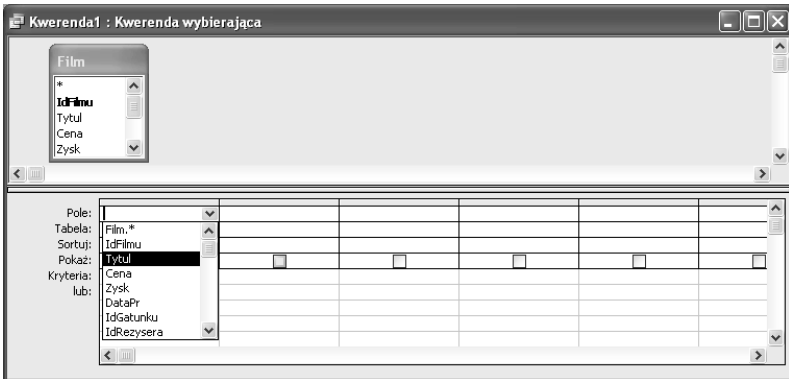 Kwerenda1 : Kwerenda wybierająca
Film
*
IdFilmu
Tytul
Cena
Zysk
Pole:
Tabela:
Sortuj:
Pokaż:
Kryteria:
lub:
Film.*
IdFilmu
Tytul
Cena
Zysk
DataPr
IdGatunku
IdRezysera